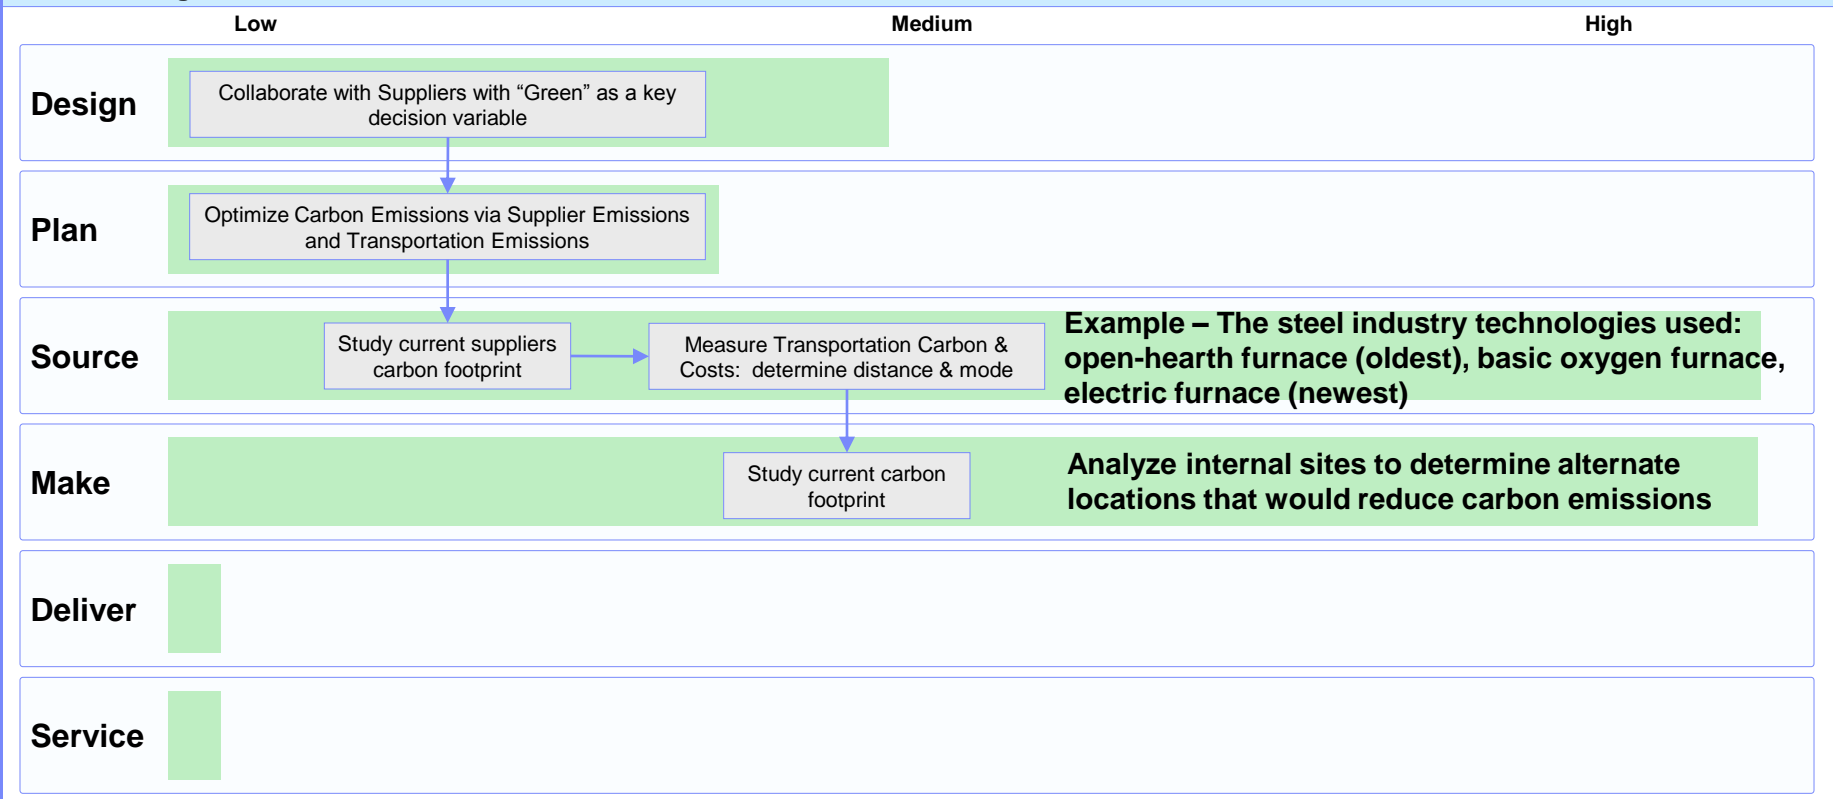 Low Medium High
Design
Collaborate with Suppliers with “Green” as a key
decision variable
Plan
Optimize Carbon Emissions via Supplier Emissions
and Transportation Emissions
Source
Study current suppliers
carbon footprint
Measure Transportation Carbon &
Costs: determine distance & mode
Example – The steel industry technologies used:
open-hearth furnace (oldest), basic oxygen furnace,
electric furnace (newest)
Make
Study current carbon
footprint
Analyze internal sites to determine alternate
locations that would reduce carbon emissions
Deliver
Service